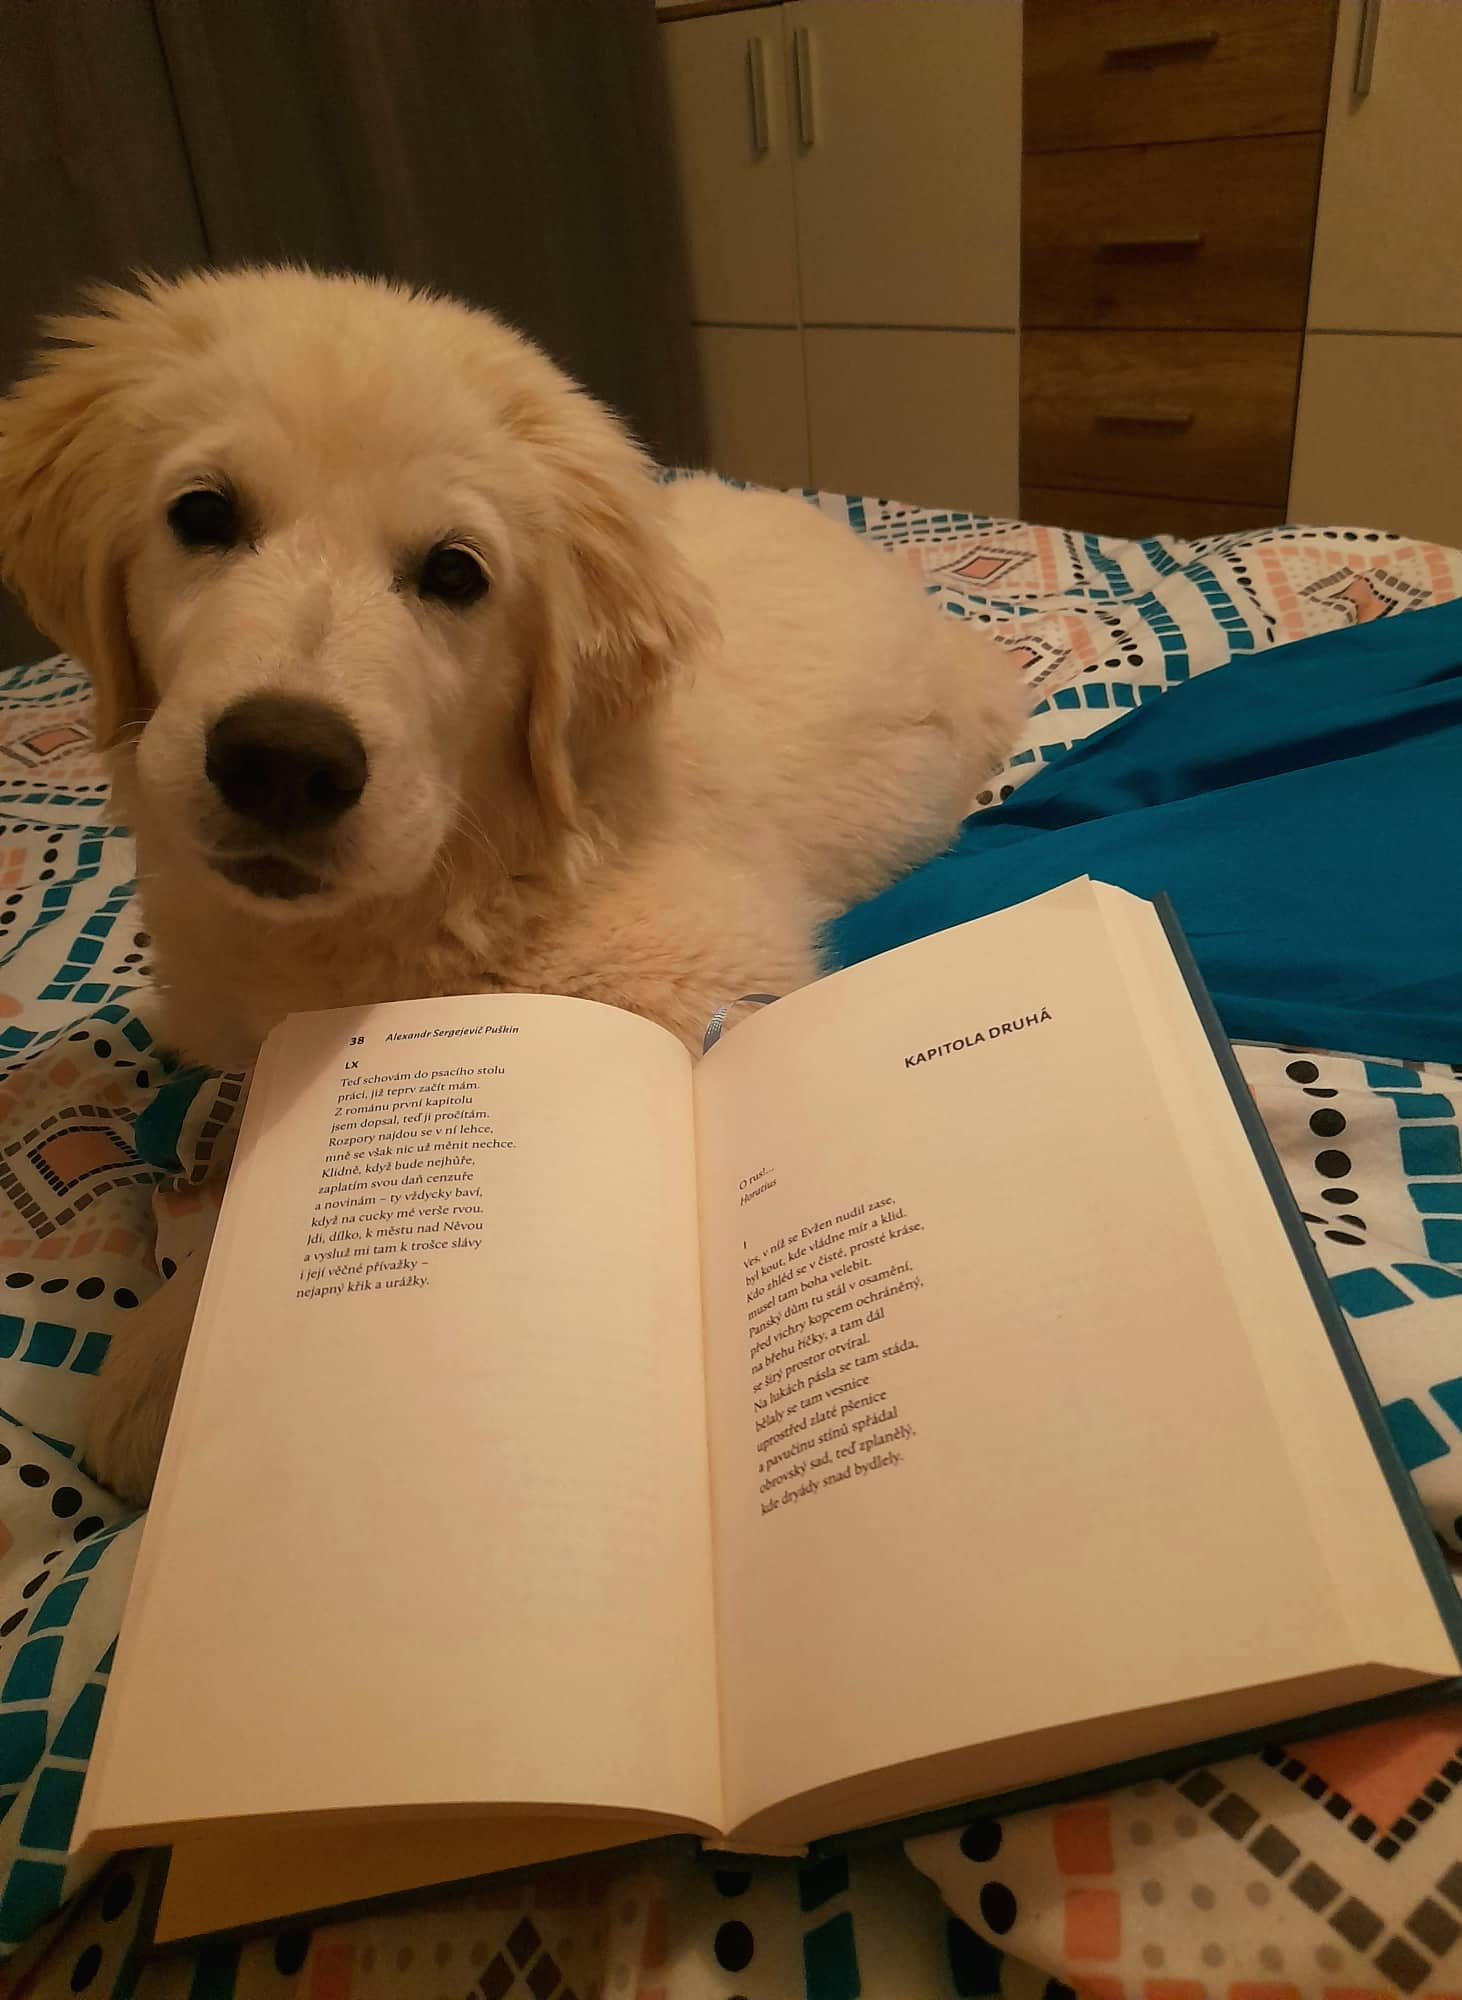 38 Alexandr Sergejevič Puškin
LX
Teď schovám do psacího stolu
práci, již teprv začít mám.
Z románu první kapitolu
jsem dopsal, teď ji pročítám.
Rozpory najdou se v ní lehce,
mně se však nic už měnit nechce.
Klidně, když bude nejhůře,
zaplatím svou daň cenzuře
a novinám – ty vždycky baví,
když na cucky mé verše rvou.
Jdi, dílko, k městu nad Něvou
a vysluž mi tam k trošce slávy
i její věčné přívažky –
nejapný křik a urážky.
KAPITOLA DRUHÁ
O rus!...
Horatius
I
Ves, v níž se Evžen nudil zase,
byl kout, kde vládne mír a klid.
Kdo zhléd se v čisté, prosté kráse,
musel tam boha velebit.
Panský dům tu stál v osamění,
před vichry kopcem ochráněný,
na břehu říčky, a tam dál
se širý prostor otvíral.
Na lukách pásla se tam stáda,
bělaly se tam vesnice
uprostřed zlaté pšenice
a pavučinu stínů spřádal
obrovský sad, teď zplanělý,
kde dryády snad bydlely.